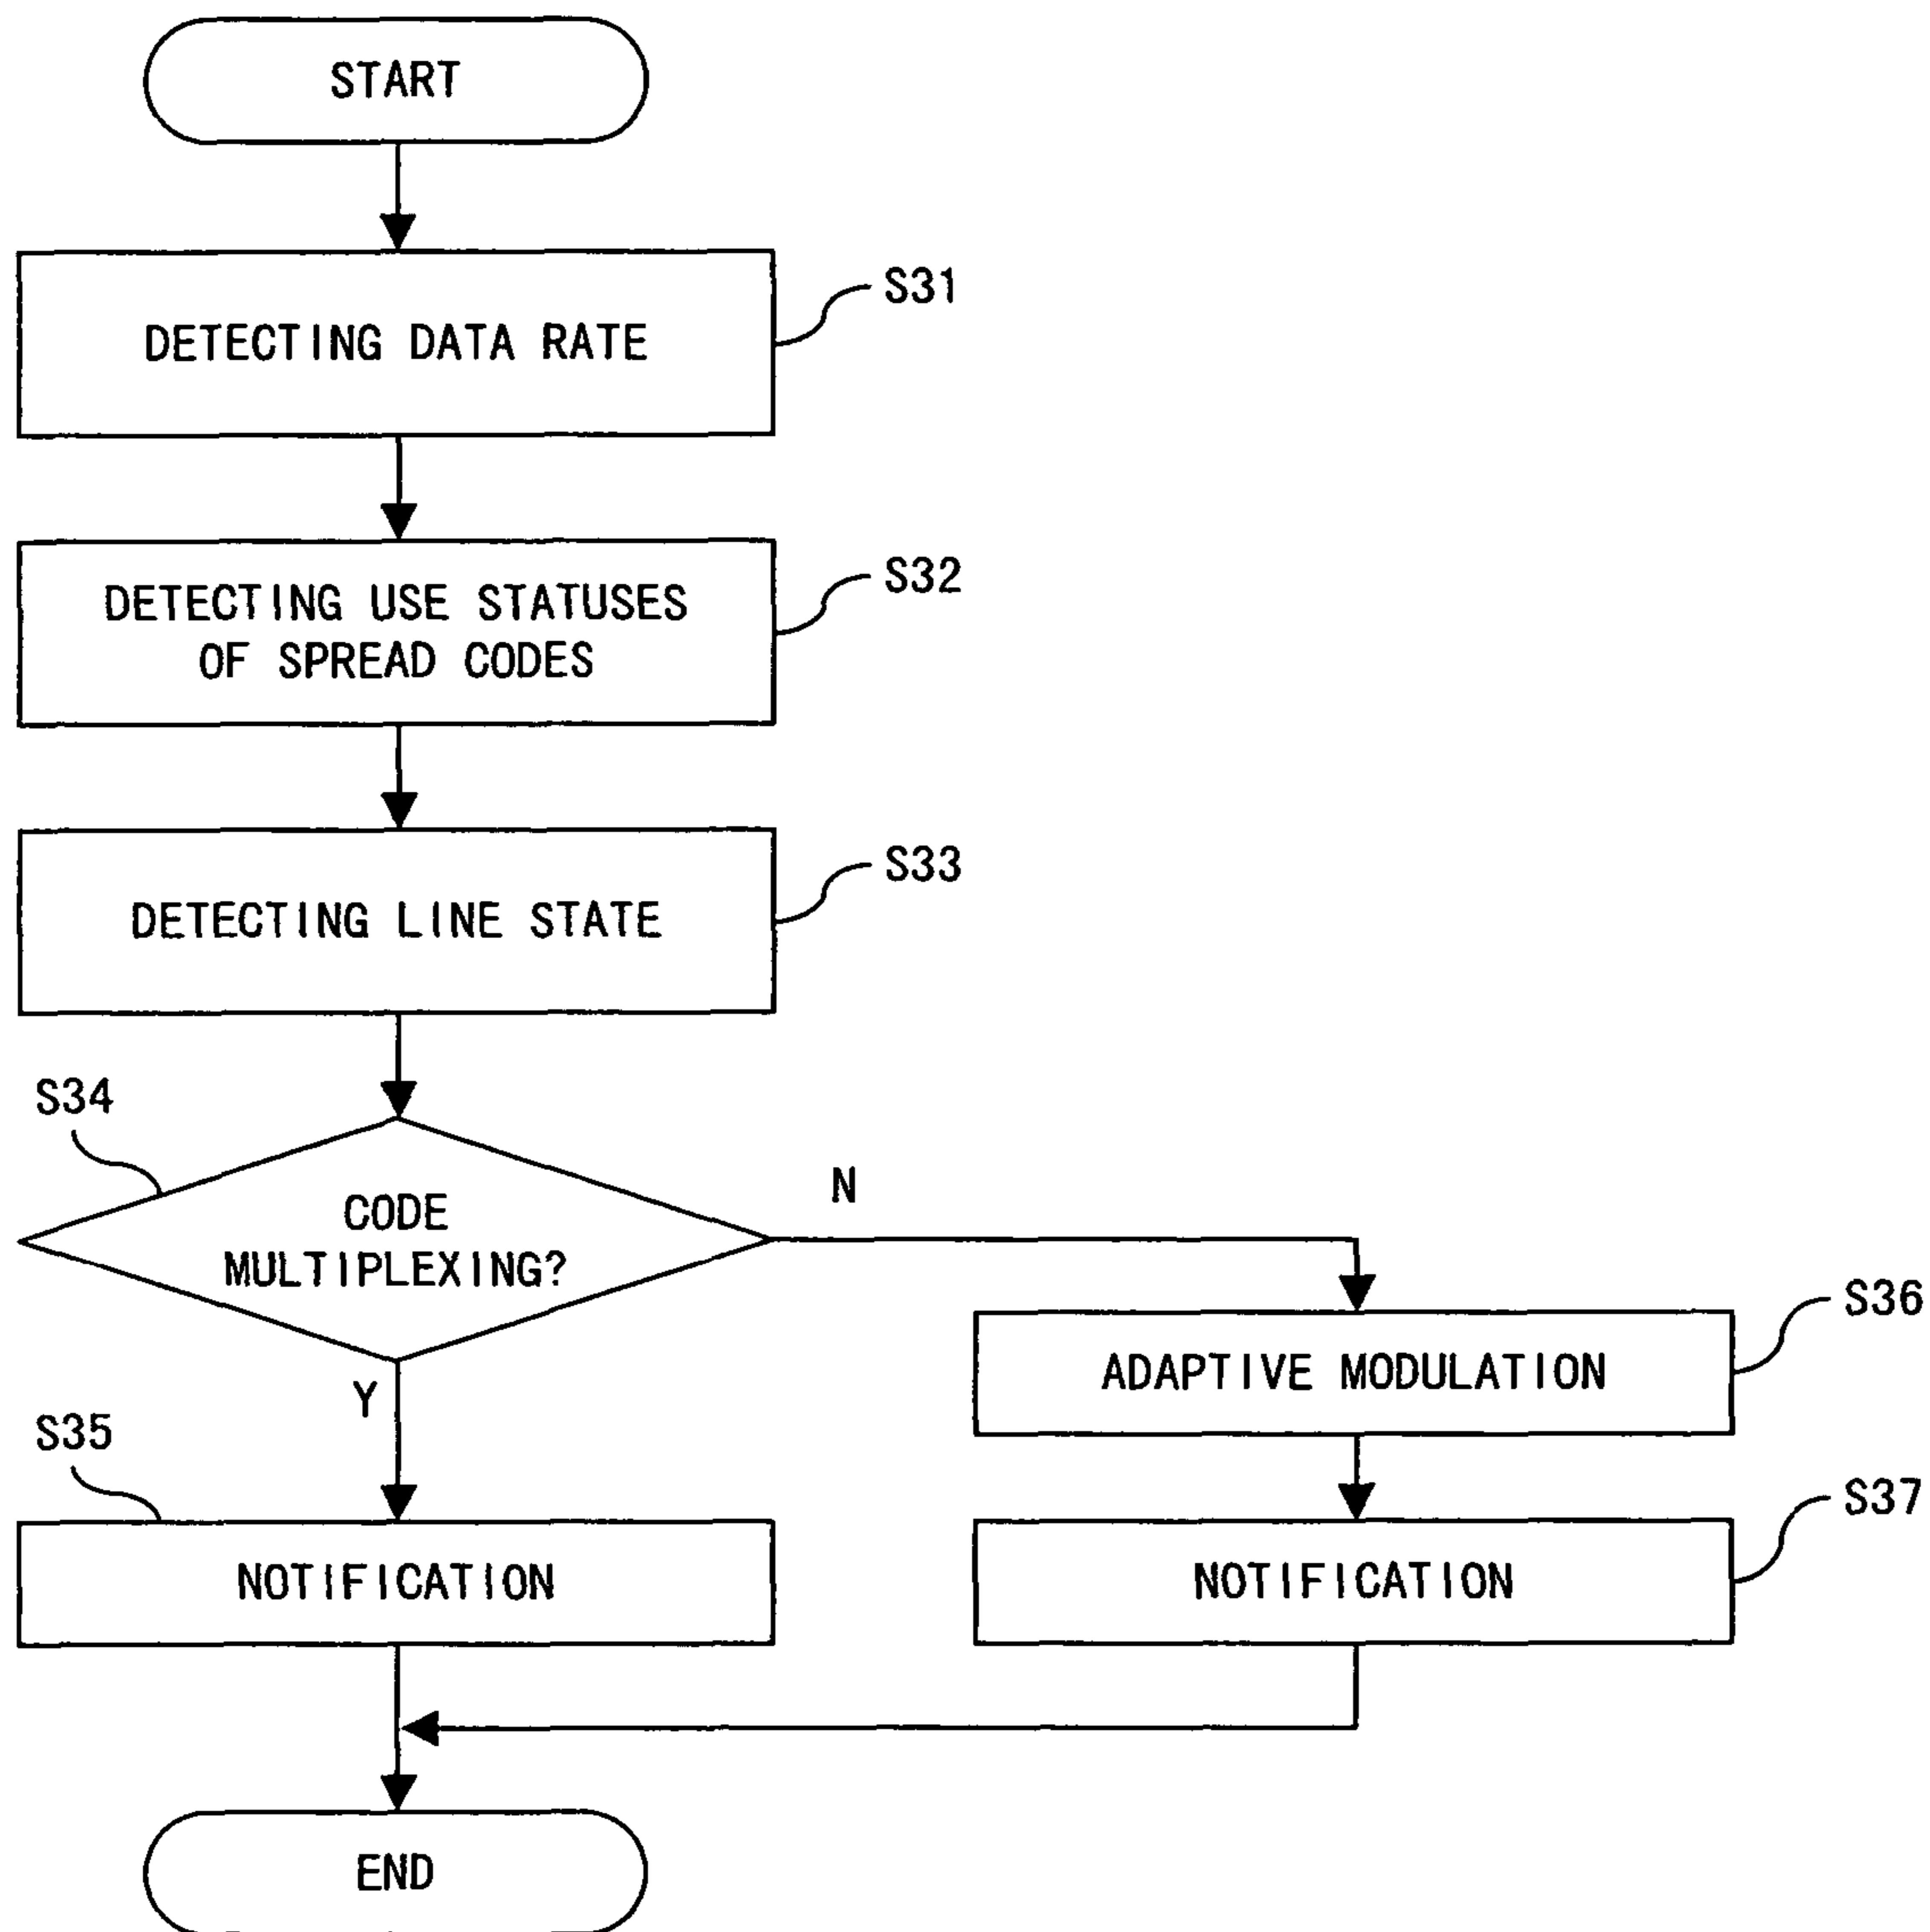 START
DETECTING DATA RATE
S31
DETECTING USE STATUSES
OF SPREAD CODES
S32
DETECTING LINE STATE
S33
S34
CODE
MULTIPLEXING?
N
Y
S36
ADAPTIVE MODULATION
S35
NOTIFICATION
S37
NOTIFICATION
END